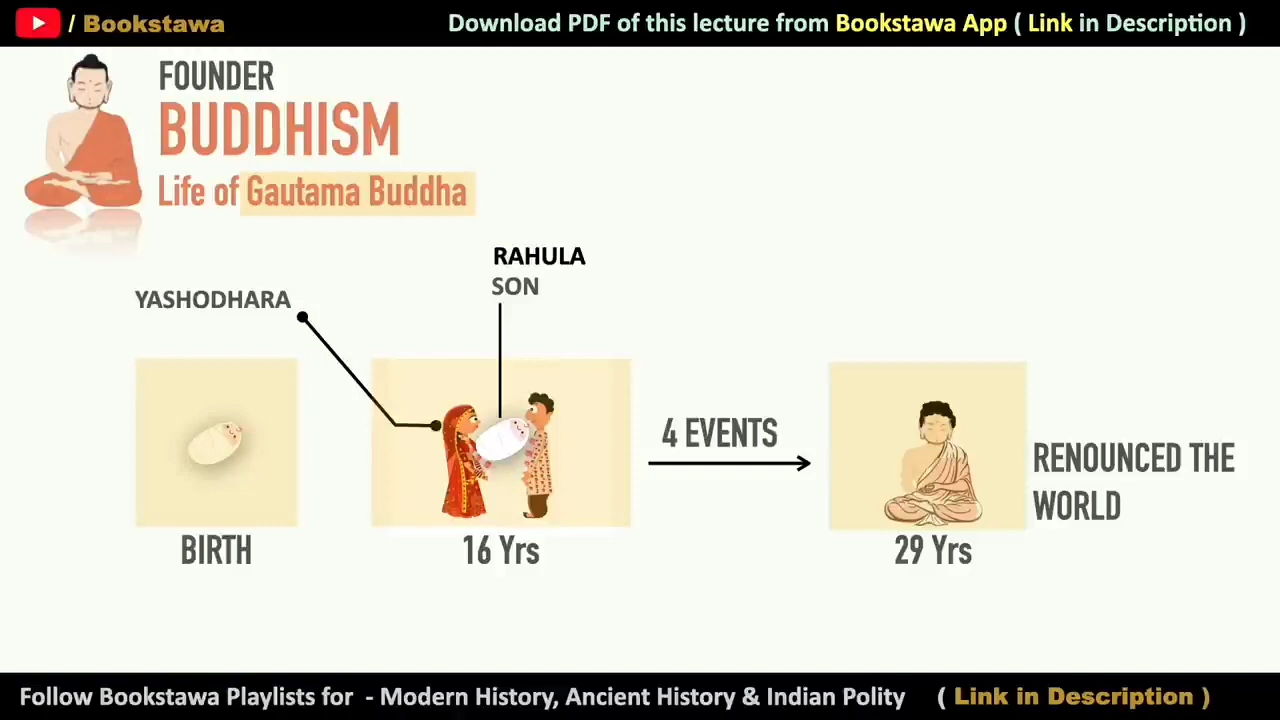 / Bookstawa
Download PDF of this lecture from Bookstawa App ( Link in Description )
FOUNDER
BUDDHISM
Life of Gautama Buddha
RAHULA
SON
YASHODHARA
4 EVENTS
RENOUNCED THE
WORLD
BIRTH
16 Yrs
29 Yrs
Follow Bookstawa Playlists for - Modern History, Ancient History & Indian Polity ( Link in Description )